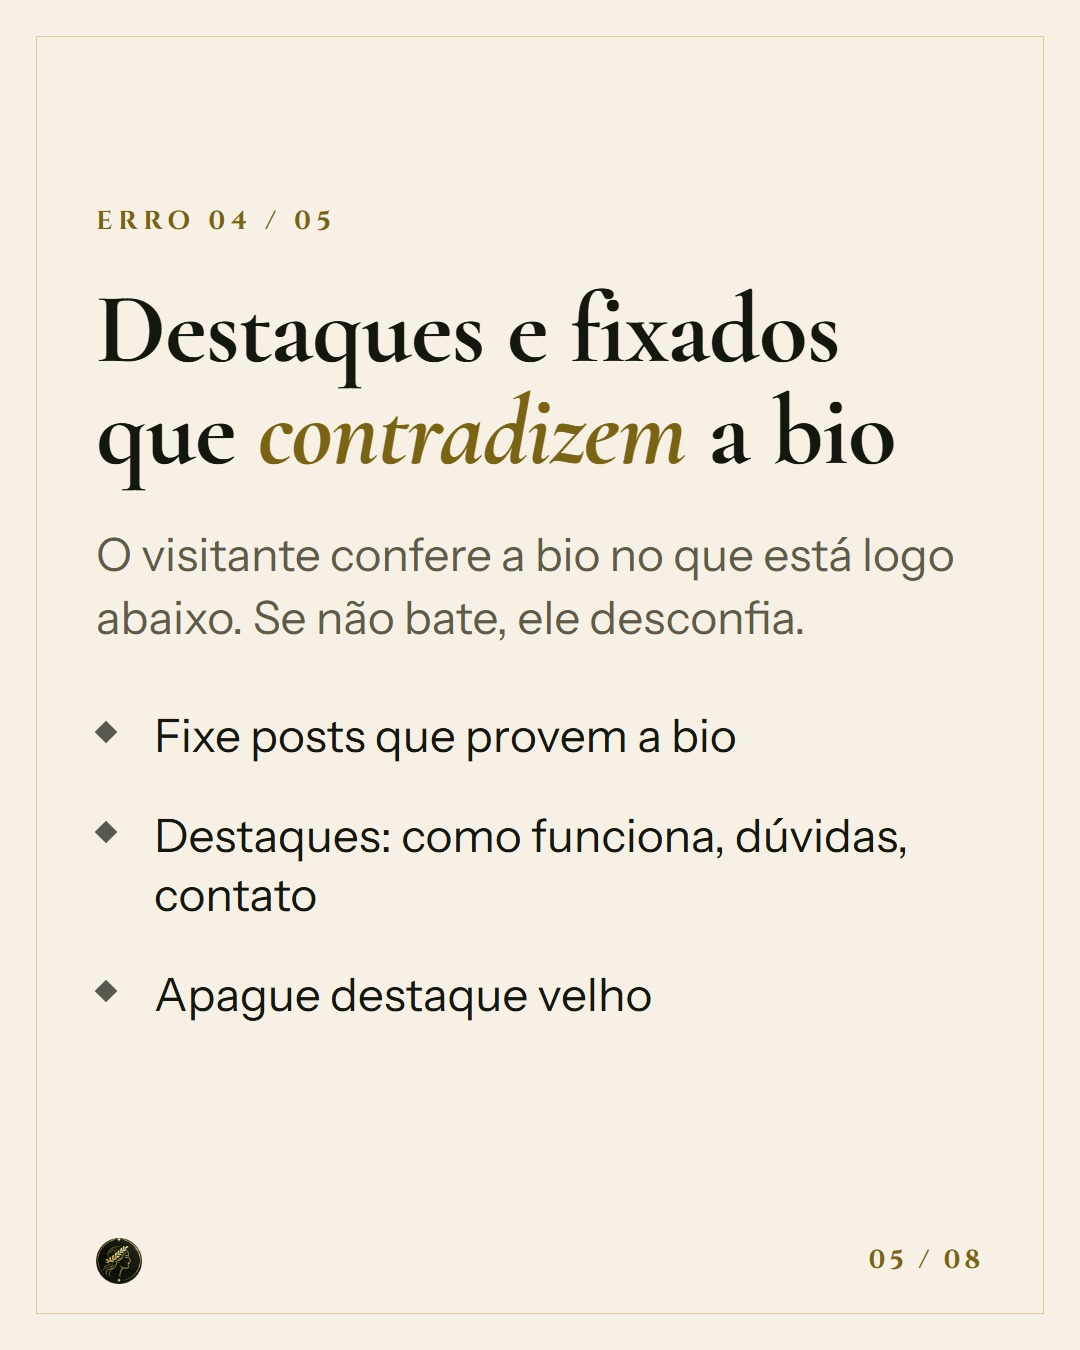 ERRO 04 / 05
Destaques e fixados
que contradizem a bio
O visitante confere a bio no que está logo
abaixo. Se não bate, ele desconfia.
Fixe posts que provem a bio
Destaques: como funciona, dúvidas,
contato
Apague destaque velho
05 / 08